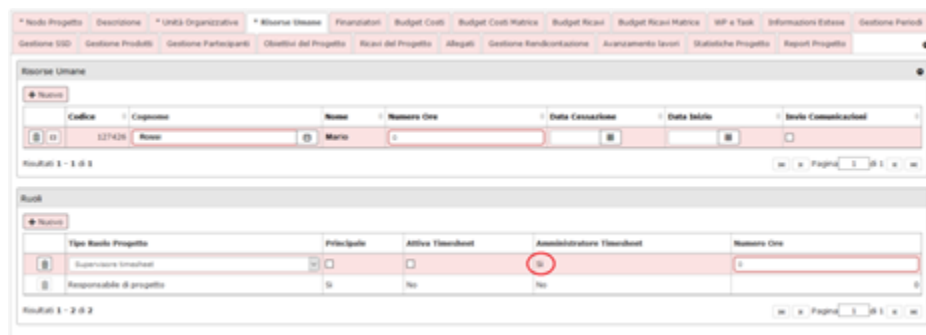 * Nodo Progetto Descrizione * Unità Organizzative * Risorse Umane Finanziatori Budget Costi Budget Costi Matrice Budget Ricavi Budget Ricavi Matrice WP e Task Informazioni Estese Gestione Periodi
Gestione SSD Gestione Prodotti Gestione Partecipanti Obiettivi del Progetto Ricavi del Progetto Allegati Gestione Rendicontazione Avanzamento lavori Statistiche Progetto Report Progetto
Risorse Umane
+ Nuovo
Codice Cognome Nome Numero Ore Data Cessazione Data Inizio Invio Comunicazioni
127426 Rossi Mario 0
Risultati 1 - 1 di 1 Pagina 1 di 1
Ruoli
+ Nuovo
Tipo Ruolo Progetto Principale Attiva Timesheet Amministratore Timesheet Numero Ore
Supervisore timesheet Si 0
Responsabile di progetto Si No No 0
Risultati 1 - 2 di 2 Pagina 1 di 1